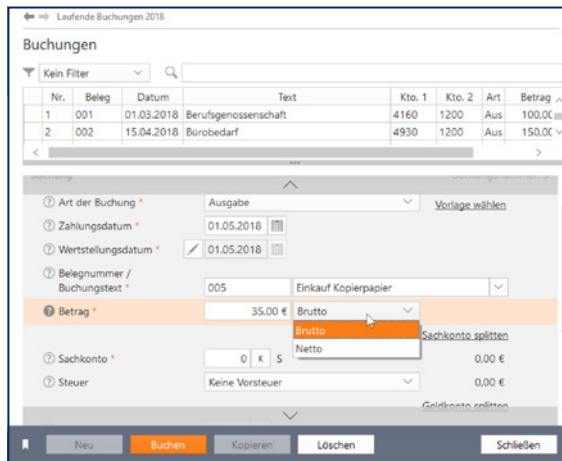 Laufende Buchungen 2018
Buchungen
Kein Filter
Nr. Beleg Datum Text Kto. 1 Kto. 2 Art Betrag
1 001 01.03.2018 Berufsgenossenschaft 4160 1200 Aus 100,00
2 002 15.04.2018 Bürobedarf 4930 1200 Aus 150,00
Buchung
Art der Buchung * Ausgabe Vorlage wählen
Zahlungsdatum * 01.05.2018
Wertstellungsdatum * 01.05.2018
Belegnummer /
Buchungstext * 005 Einkauf Kopierpapier
Betrag * 35,00 € Brutto
Brutto
Sachkonto splitten
Netto
Sachkonto * 0 K S 0,00 €
Steuer Keine Vorsteuer 0,00 €
Geldkonto splitten
Neu Buchen Kopieren Löschen Schließen